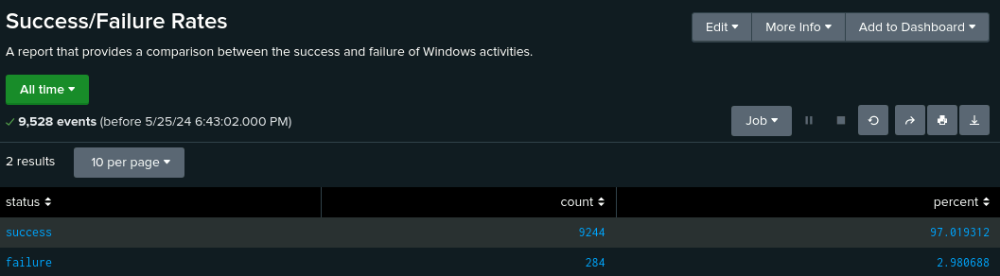 Success/Failure Rates
Edit More Info Add to Dashboard
A report that provides a comparison between the success and failure of Windows activities.
All time
9,528 events (before 5/25/24 6:43:02.000 PM)
Job
2 results 10 per page
status count percent
success 9244 97.019312
failure 284 2.980688